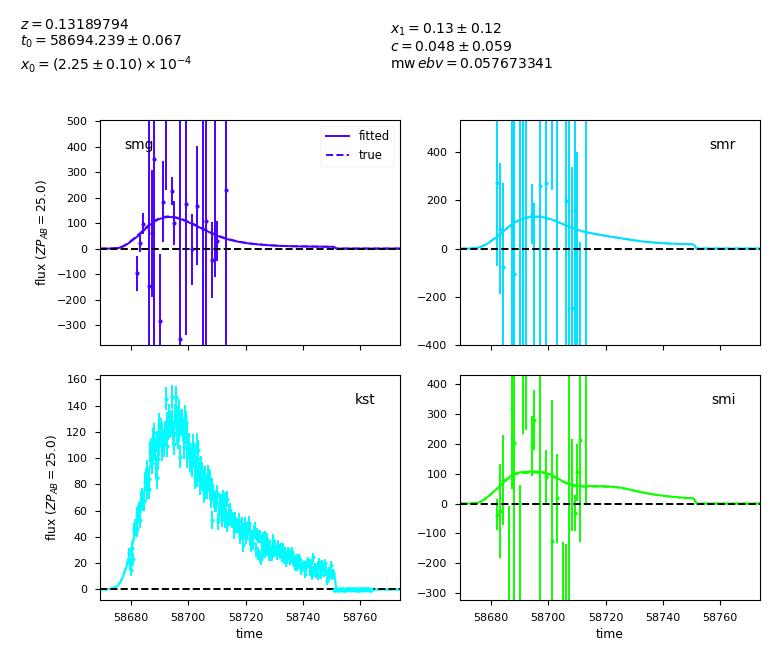 z = 0.13189794
t₀ = 58694.239 ± 0.067
x₀ = (2.25 ± 0.10) × 10⁻⁴
x₁ = 0.13 ± 0.12
c = 0.048 ± 0.059
mw ebv = 0.057673341
smg
fitted
true
500
400
300
200
100
0
−100
−200
−300
flux (ZP_AB = 25.0)
smr
400
200
0
−200
−400
kst
160
140
120
100
80
60
40
20
0
flux (ZP_AB = 25.0)
58680
58700
58720
58740
58760
time
smi
400
300
200
100
0
−100
−200
−300
58680
58700
58720
58740
58760
time